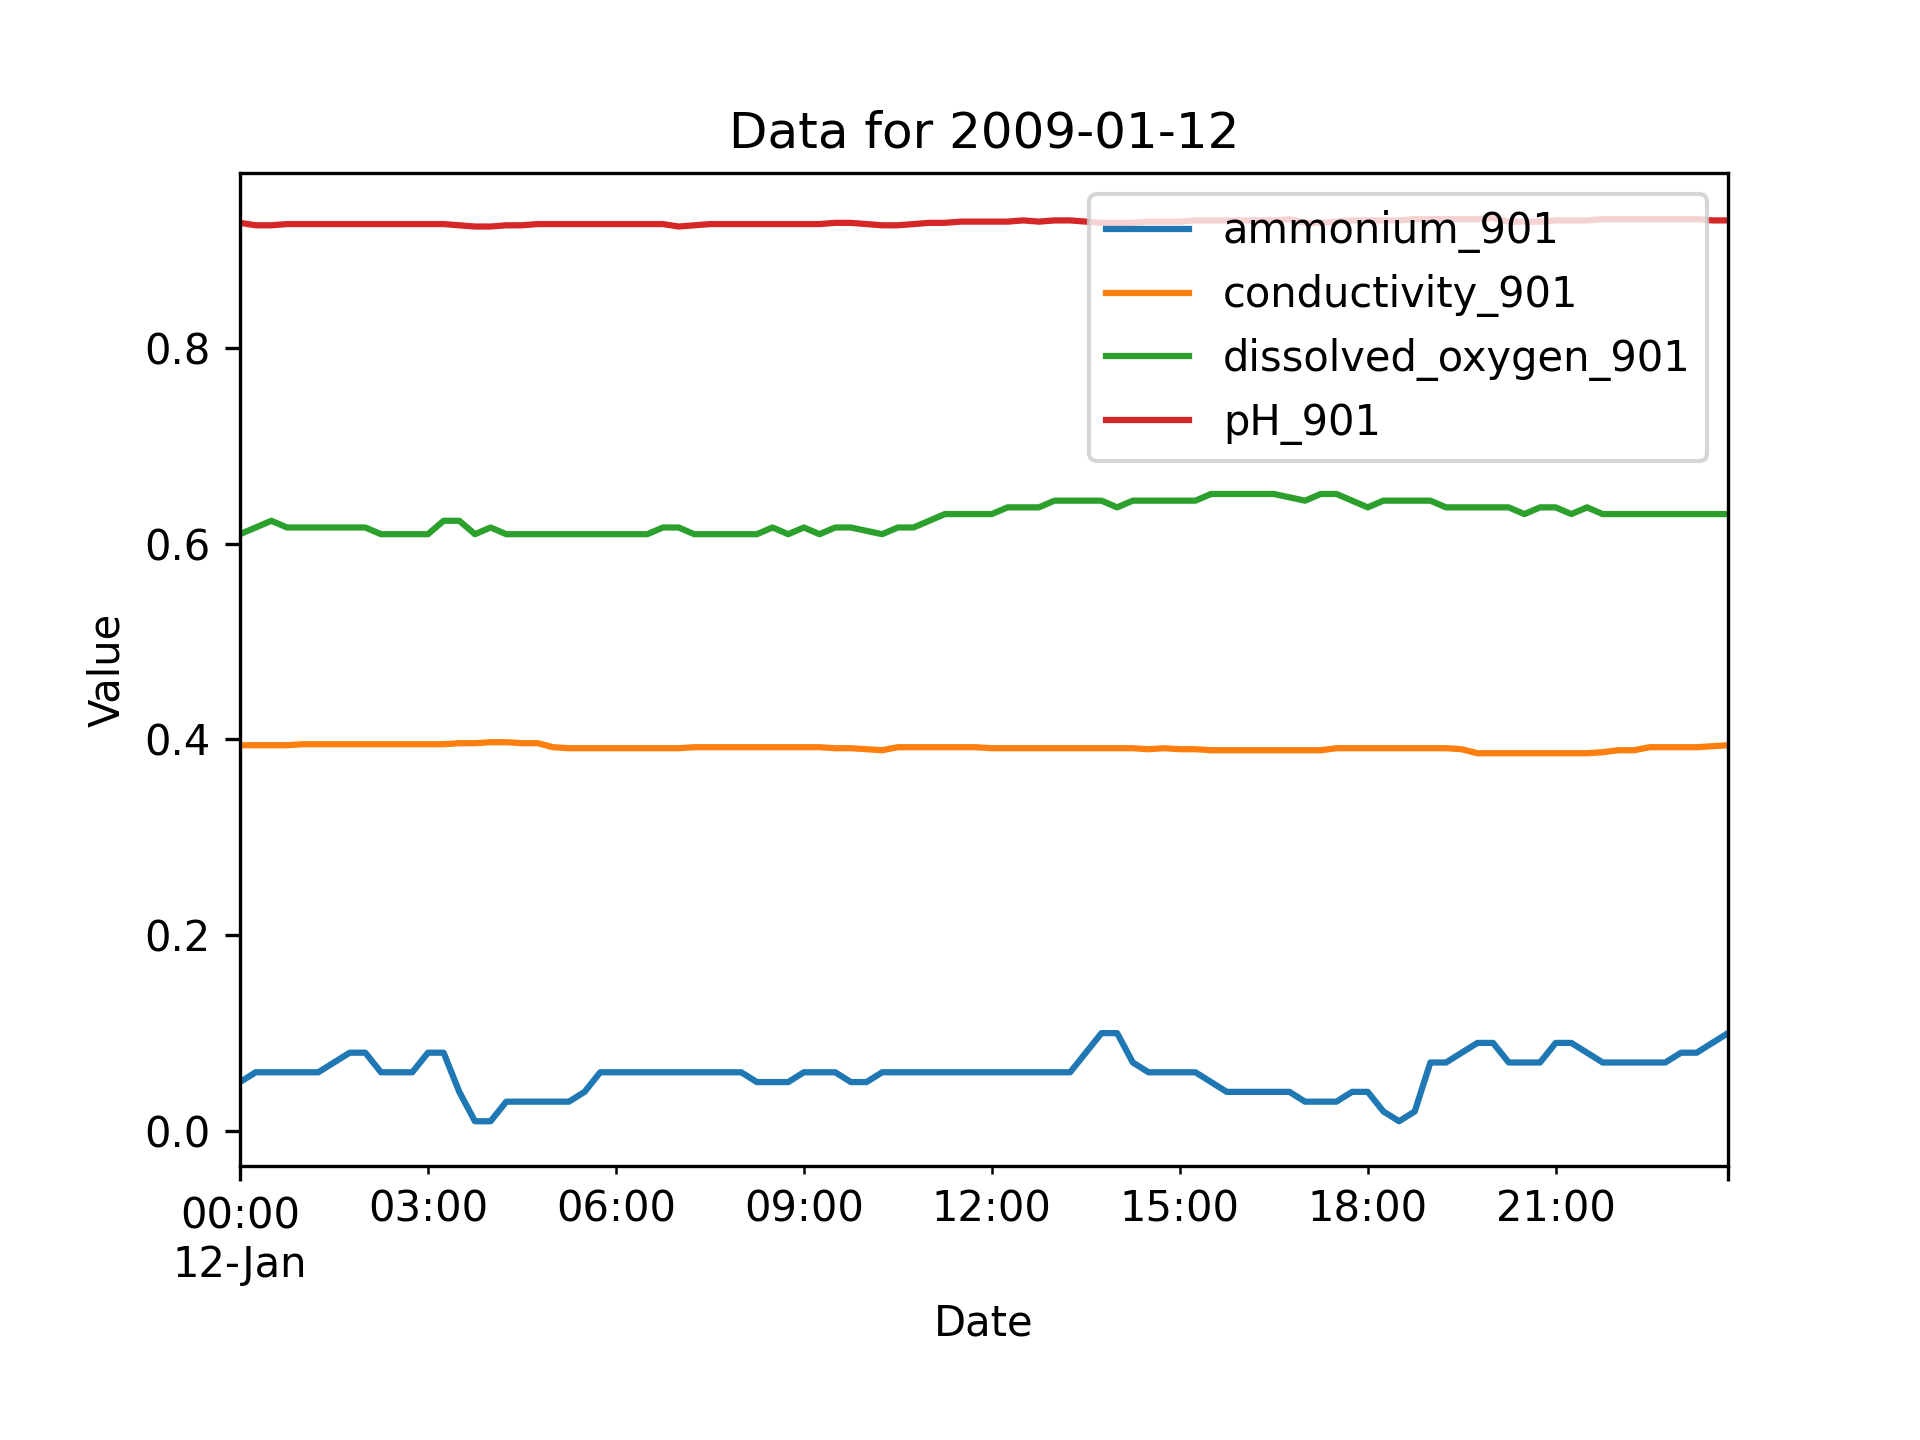 Data for 2009-01-12
ammonium_901
conductivity_901
dissolved_oxygen_901
pH_901
Value
0.8
0.6
0.4
0.2
0.0
00:00 03:00 06:00 09:00 12:00 15:00 18:00 21:00
12-Jan
Date